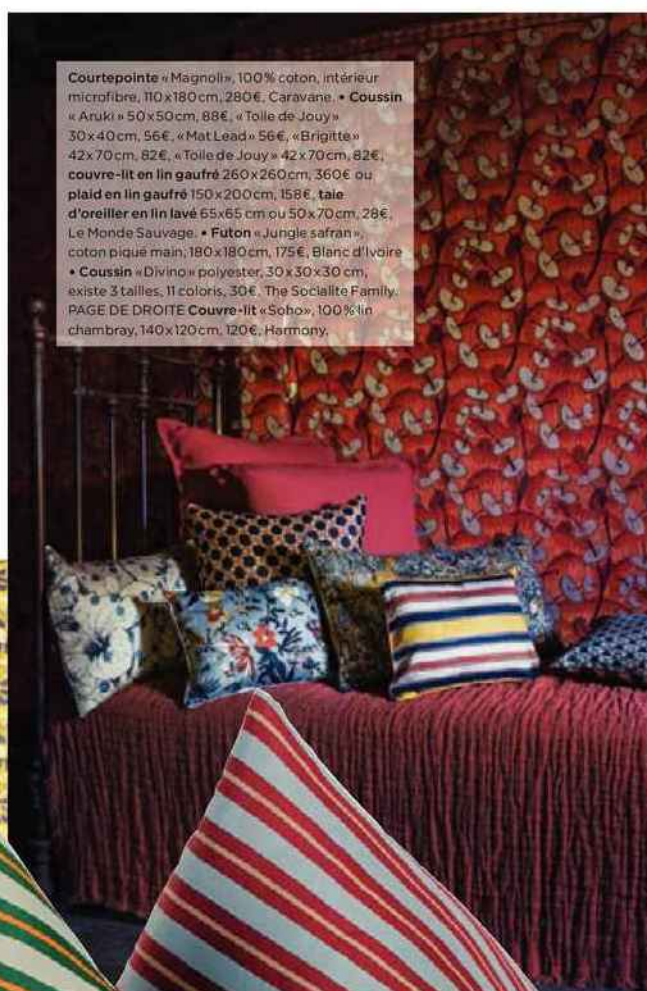 Courtepointe «Magnoli», 100% coton, intérieur
microfibre, 110x180cm, 280€, Caravane. • Coussin
«Aruki» 50x50cm, 88€, «Toile de Jouy»
30x40cm, 56€, «Mat Lead» 56€, «Brigitte»
42x70cm, 82€, «Toile de Jouy» 42x70cm, 82€,
couvre-lit en lin gaufré 260x260cm, 360€ ou
plaid en lin gaufré 150x200cm, 158€, taie
d'oreiller en lin lavé 65x65 cm ou 50x70cm, 28€,
Le Monde Sauvage. • Futon «Jungle safran»,
coton piqué main, 180x180cm, 175€, Blanc d'Ivoire
• Coussin «Divino» polyester, 30x30x30 cm,
existe 3 tailles, 11 coloris, 30€, The Socialite Family.
PAGE DE DROITE Couvre-lit «Soho», 100% lin
chambray, 140x120cm, 120€, Harmony.